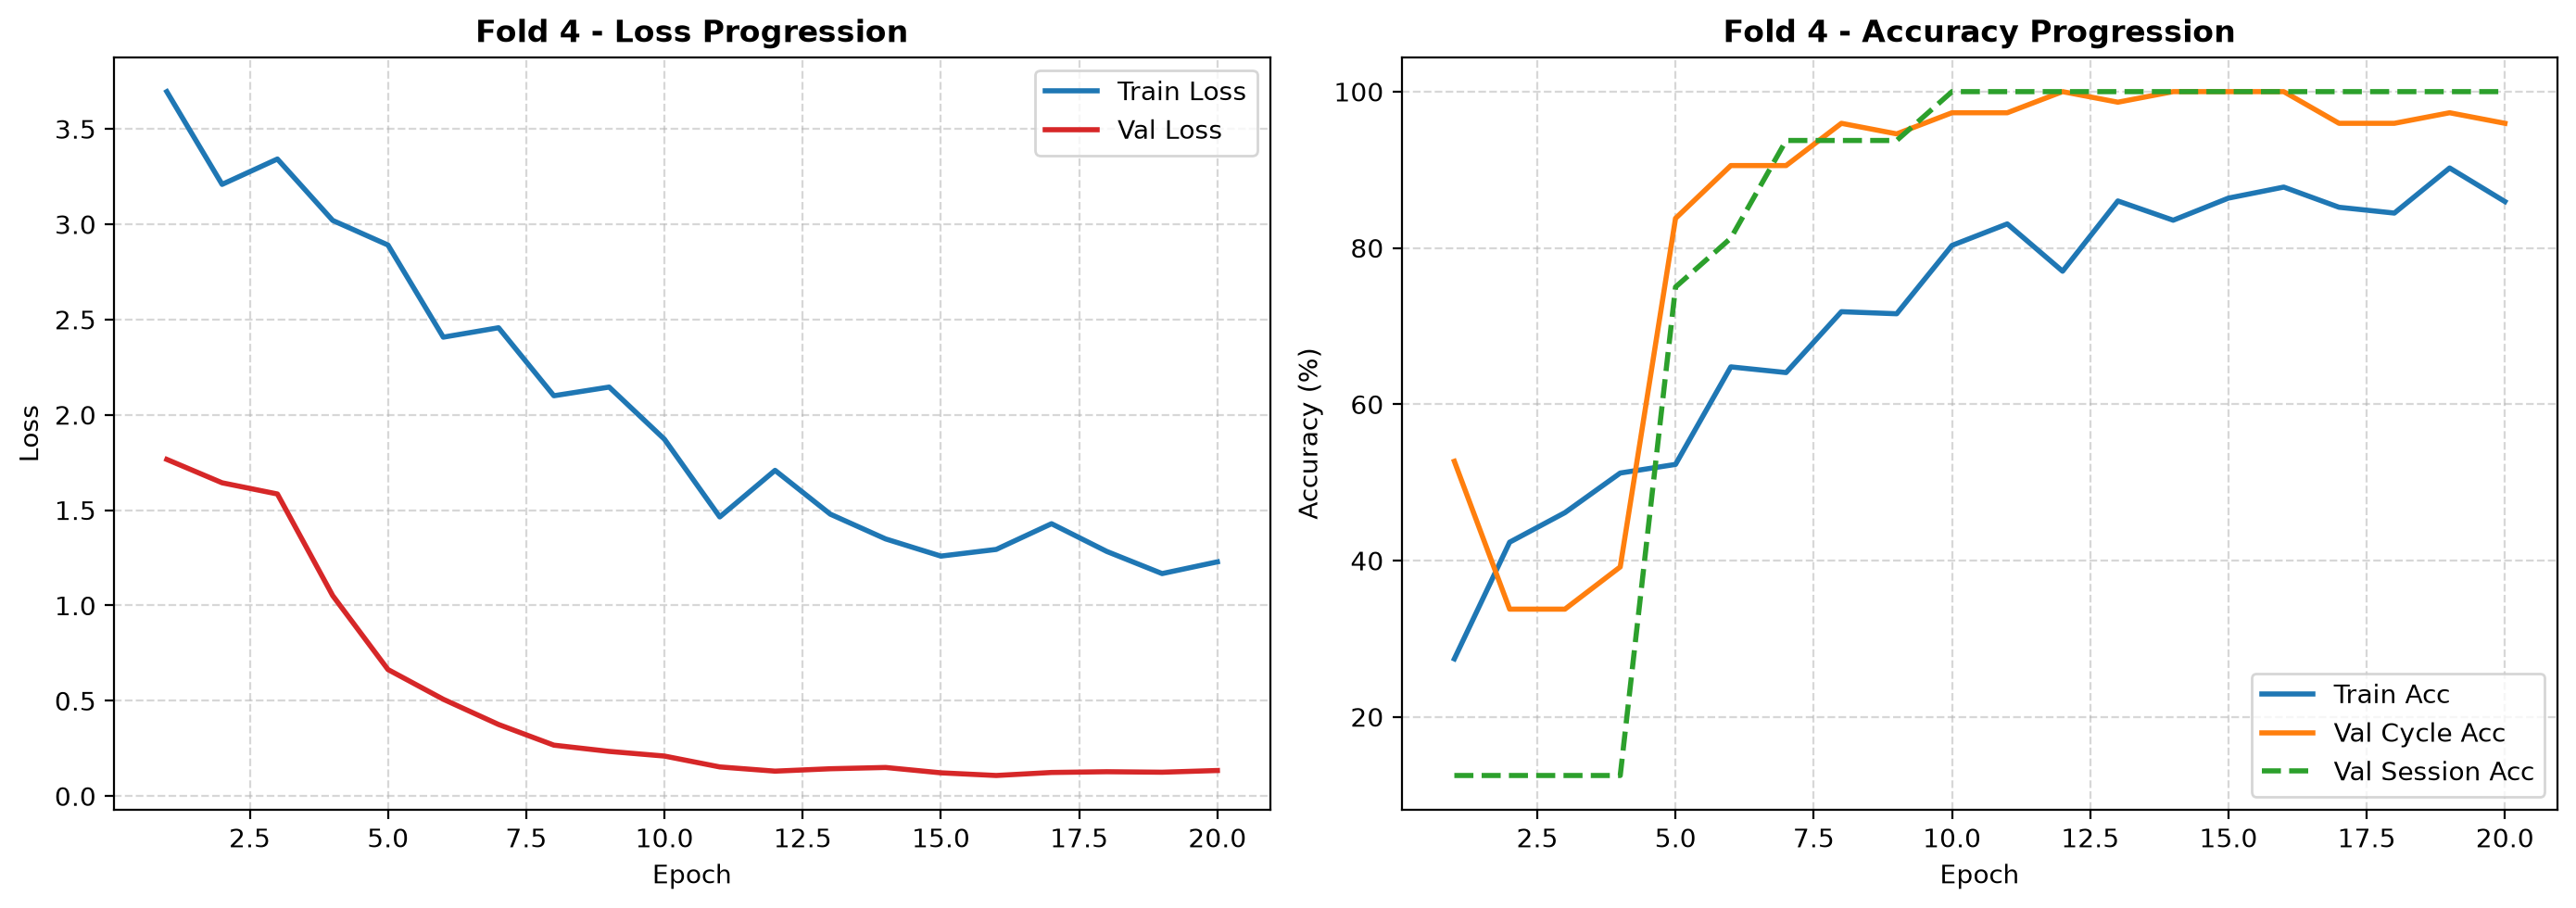 Fold 4 - Loss Progression
Train Loss
Val Loss
Loss
3.5
3.0
2.5
2.0
1.5
1.0
0.5
0.0
2.5 5.0 7.5 10.0 12.5 15.0 17.5 20.0
Epoch
Fold 4 - Accuracy Progression
Accuracy (%)
100
80
60
40
20
Train Acc
Val Cycle Acc
Val Session Acc
2.5 5.0 7.5 10.0 12.5 15.0 17.5 20.0
Epoch